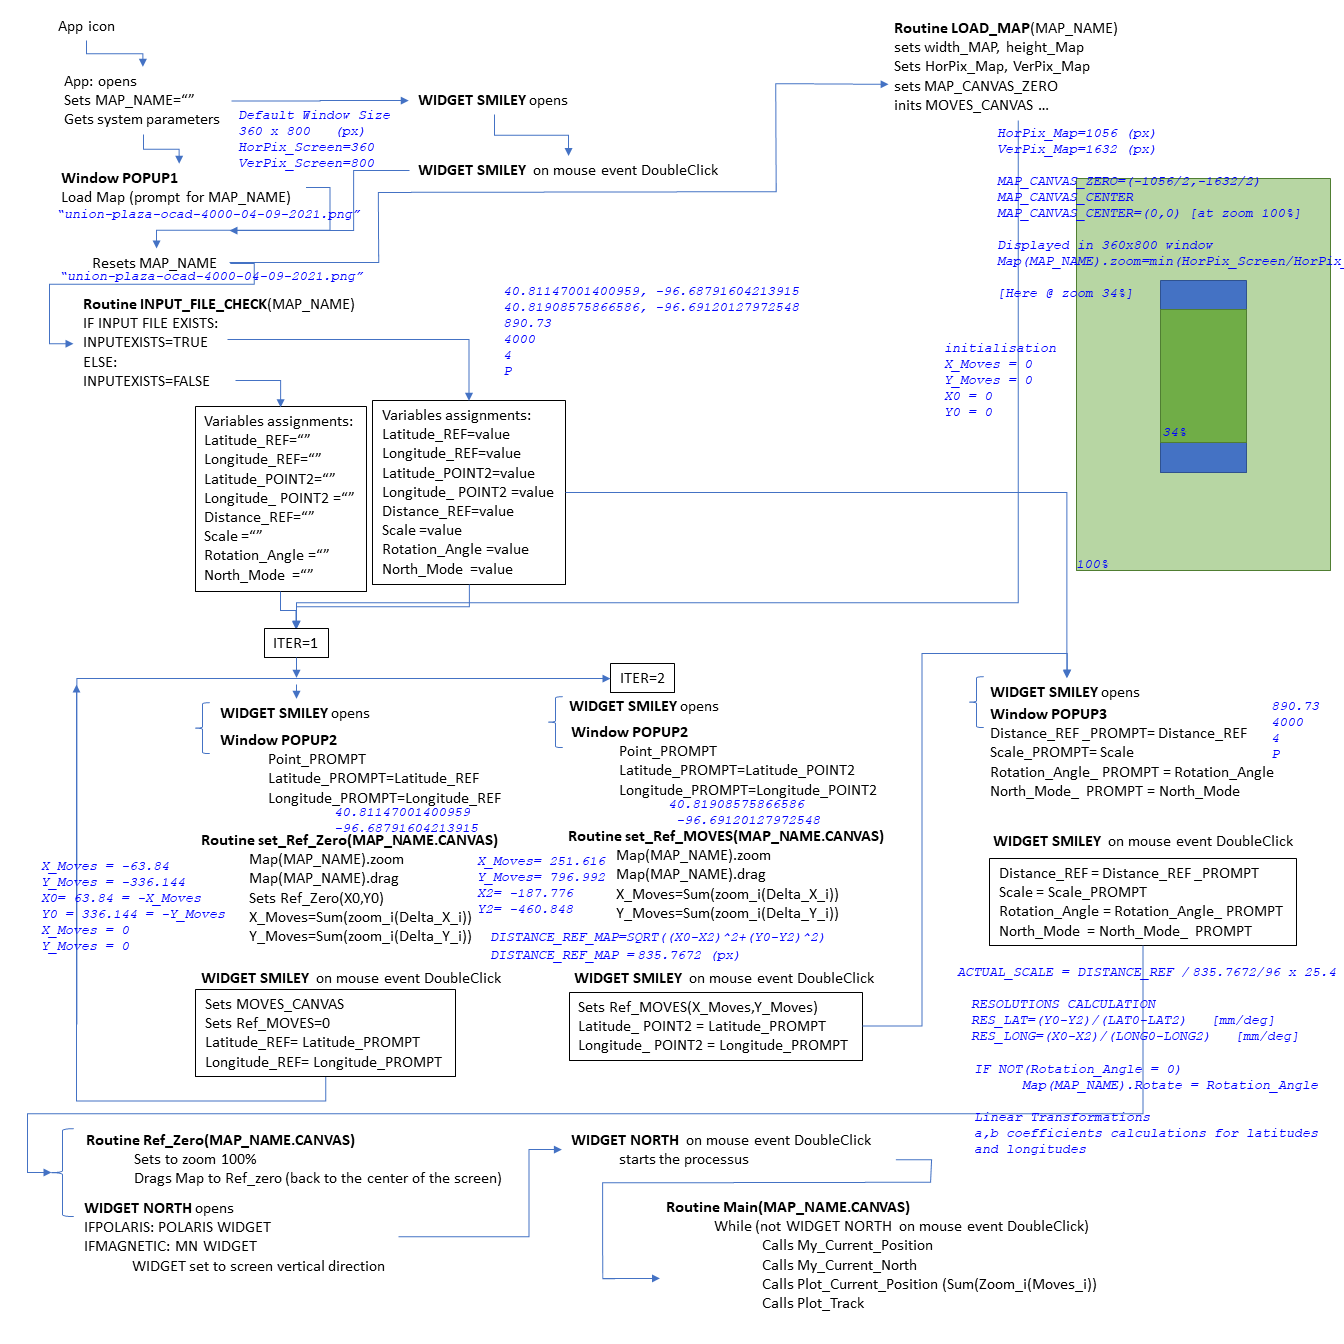 App icon
App: opens
Sets MAP_NAME=“”
Gets system parameters
Default Window Size
360 x 800   (px)
HorPix_Screen=360
VerPix_Screen=800
WIDGET SMILEY opens
WIDGET SMILEY  on mouse event DoubleClick
Window POPUP1
Load Map (prompt for MAP_NAME)
“union-plaza-ocad-4000-04-09-2021.png”
Resets MAP_NAME
“union-plaza-ocad-4000-04-09-2021.png”
Routine LOAD_MAP(MAP_NAME)
sets width_MAP, height_Map
Sets HorPix_Map, VerPix_Map
sets MAP_CANVAS_ZERO
inits MOVES_CANVAS …
HorPix_Map=1056 (px)
VerPix_Map=1632 (px)
MAP_CANVAS_ZERO=(-1056/2,-1632/2)
MAP_CANVAS_CENTER
MAP_CANVAS_CENTER=(0,0) [at zoom 100%]
Displayed in 360x800 window
Map(MAP_NAME).zoom=min(HorPix_Screen/HorPix_
[Here @ zoom 34%]
34%
100%
initialisation
X_Moves = 0
Y_Moves = 0
X0 = 0
Y0 = 0
Routine INPUT_FILE_CHECK(MAP_NAME)
IF INPUT FILE EXISTS:
INPUTEXISTS=TRUE
ELSE:
INPUTEXISTS=FALSE
40.81147001400959, -96.68791604213915
40.81908575866586, -96.69120127972548
890.73
4000
4
P
Variables assignments:
Latitude_REF=“”
Longitude_REF=“”
Latitude_POINT2=“”
Longitude_ POINT2 =“”
Distance_REF=“”
Scale =“”
Rotation_Angle =“”
North_Mode  =“”
Variables assignments:
Latitude_REF=value
Longitude_REF=value
Latitude_POINT2=value
Longitude_ POINT2 =value
Distance_REF=value
Scale =value
Rotation_Angle =value
North_Mode  =value
ITER=1
ITER=2
WIDGET SMILEY opens
Window POPUP2
Point_PROMPT
Latitude_PROMPT=Latitude_REF
Longitude_PROMPT=Longitude_REF
40.81147001400959
-96.68791604213915
Routine set_Ref_Zero(MAP_NAME.CANVAS)
Map(MAP_NAME).zoom
Map(MAP_NAME).drag
Sets Ref_Zero(X0,Y0)
X_Moves=Sum(zoom_i(Delta_X_i))
Y_Moves=Sum(zoom_i(Delta_Y_i))
X_Moves = -63.84
Y_Moves = -336.144
X0= 63.84 = -X_Moves
Y0 = 336.144 = -Y_Moves
X_Moves = 0
Y_Moves = 0
WIDGET SMILEY  on mouse event DoubleClick
Sets MOVES_CANVAS
Sets Ref_MOVES=0
Latitude_REF= Latitude_PROMPT
Longitude_REF= Longitude_PROMPT
WIDGET SMILEY opens
Window POPUP2
Point_PROMPT
Latitude_PROMPT=Latitude_POINT2
Longitude_PROMPT=Longitude_POINT2
40.81908575866586
-96.69120127972548
Routine set_Ref_MOVES(MAP_NAME.CANVAS)
Map(MAP_NAME).zoom
Map(MAP_NAME).drag
X_Moves=Sum(zoom_i(Delta_X_i))
Y_Moves=Sum(zoom_i(Delta_Y_i))
X_Moves= 251.616
Y_Moves= 796.992
X2= -187.776
Y2= -460.848
DISTANCE_REF_MAP=SQRT((X0-X2)^2+(Y0-Y2)^2)
DISTANCE_REF_MAP = 835.7672 (px)
WIDGET SMILEY  on mouse event DoubleClick
Sets Ref_MOVES(X_Moves,Y_Moves)
Latitude_ POINT2 = Latitude_PROMPT
Longitude_ POINT2 = Longitude_PROMPT
WIDGET SMILEY opens
Window POPUP3
Distance_REF _PROMPT= Distance_REF
Scale_PROMPT= Scale
Rotation_Angle_ PROMPT = Rotation_Angle
North_Mode_  PROMPT = North_Mode
890.73
4000
4
P
WIDGET SMILEY  on mouse event DoubleClick
Distance_REF = Distance_REF _PROMPT
Scale = Scale_PROMPT
Rotation_Angle = Rotation_Angle_ PROMPT
North_Mode  = North_Mode_  PROMPT
ACTUAL_SCALE = DISTANCE_REF / 835.7672/96 x 25.4
RESOLUTIONS CALCULATION
RES_LAT=(Y0-Y2)/(LAT0-LAT2)   [mm/deg]
RES_LONG=(X0-X2)/(LONG0-LONG2)   [mm/deg]
IF NOT(Rotation_Angle = 0)
Map(MAP_NAME).Rotate = Rotation_Angle
Linear Transformations
a,b coefficients calculations for latitudes
and longitudes
Routine Ref_Zero(MAP_NAME.CANVAS)
Sets to zoom 100%
Drags Map to Ref_zero (back to the center of the screen)
WIDGET NORTH opens
IFPOLARIS: POLARIS WIDGET
IFMAGNETIC: MN WIDGET
WIDGET set to screen vertical direction
WIDGET NORTH  on mouse event DoubleClick
starts the processus
Routine Main(MAP_NAME.CANVAS)
While (not WIDGET NORTH  on mouse event DoubleClick)
Calls My_Current_Position
Calls My_Current_North
Calls Plot_Current_Position (Sum(Zoom_i(Moves_i))
Calls Plot_Track